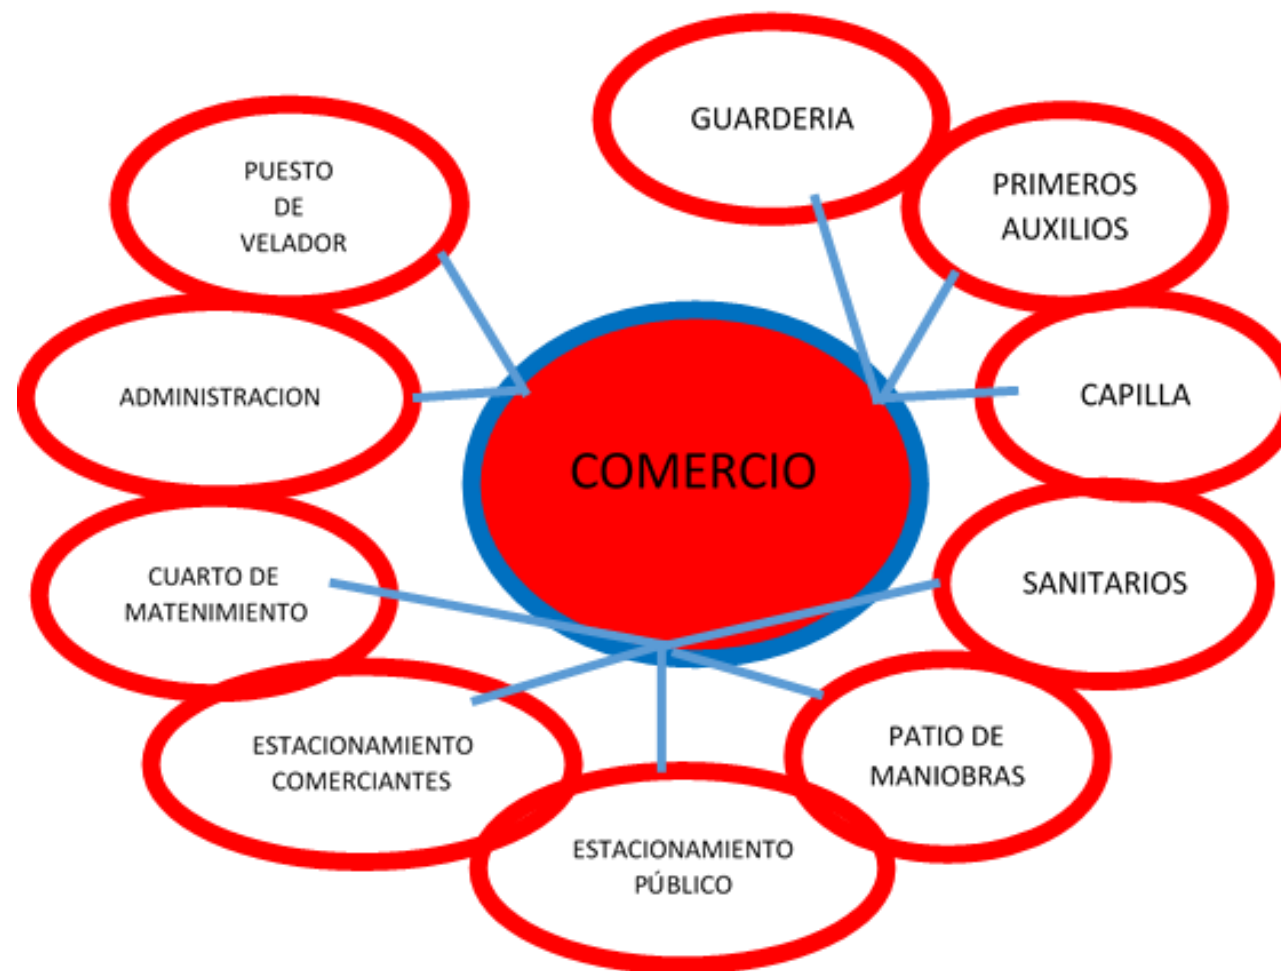 GUARDERIA
PUESTO
DE
VELADOR
PRIMEROS
AUXILIOS
ADMINISTRACION
CAPILLA
COMERCIO
CUARTO DE
MATENIMIENTO
SANITARIOS
ESTACIONAMIENTO
COMERCIANTES
PATIO DE
MANIOBRAS
ESTACIONAMIENTO
PÚBLICO